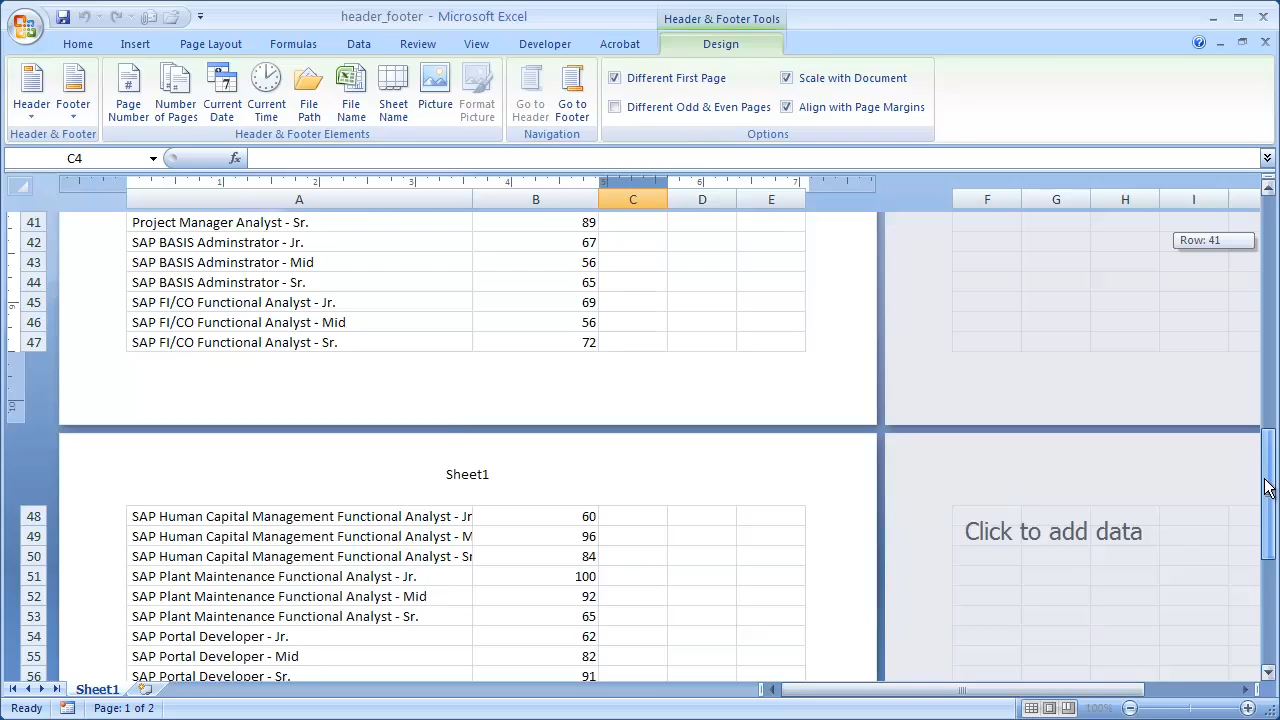 header_footer - Microsoft Excel
Header & Footer Tools
Home Insert Page Layout Formulas Data Review View Developer Acrobat Design
Header
Footer
Page Number
Number of Pages
Current Date
Current Time
File Path
File Name
Sheet Name
Picture
Format Picture
Go to Header
Go to Footer
Different First Page
Different Odd & Even Pages
Scale with Document
Align with Page Margins
Header & Footer
Header & Footer Elements
Navigation
Options
C4 fx
1 2 3 4 5 6 7
A B C D E F G H I
41 Project Manager Analyst - Sr. 89
Row: 41
42 SAP BASIS Adminstrator - Jr. 67
43 SAP BASIS Adminstrator - Mid 56
44 SAP BASIS Adminstrator - Sr. 65
45 SAP FI/CO Functional Analyst - Jr. 69
46 SAP FI/CO Functional Analyst - Mid 56
47 SAP FI/CO Functional Analyst - Sr. 72
9
10
Sheet1
48 SAP Human Capital Management Functional Analyst - Jr 60
49 SAP Human Capital Management Functional Analyst - M 96
50 SAP Human Capital Management Functional Analyst - Sr 84
51 SAP Plant Maintenance Functional Analyst - Jr. 100
52 SAP Plant Maintenance Functional Analyst - Mid 92
53 SAP Plant Maintenance Functional Analyst - Sr. 65
54 SAP Portal Developer - Jr. 62
55 SAP Portal Developer - Mid 82
56 SAP Portal Developer - Sr. 91
Click to add data
Sheet1
Ready
Page: 1 of 2
100%